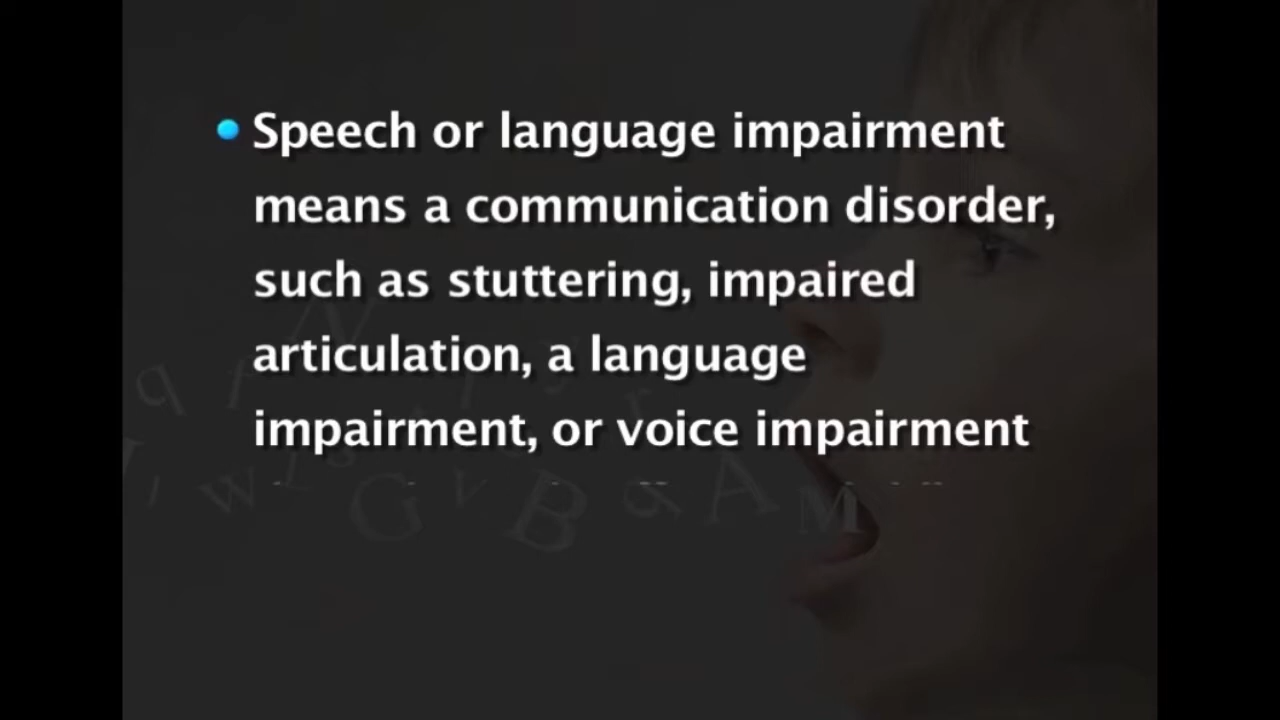 • Speech or language impairment
means a communication disorder,
such as stuttering, impaired
articulation, a language
impairment, or voice impairment